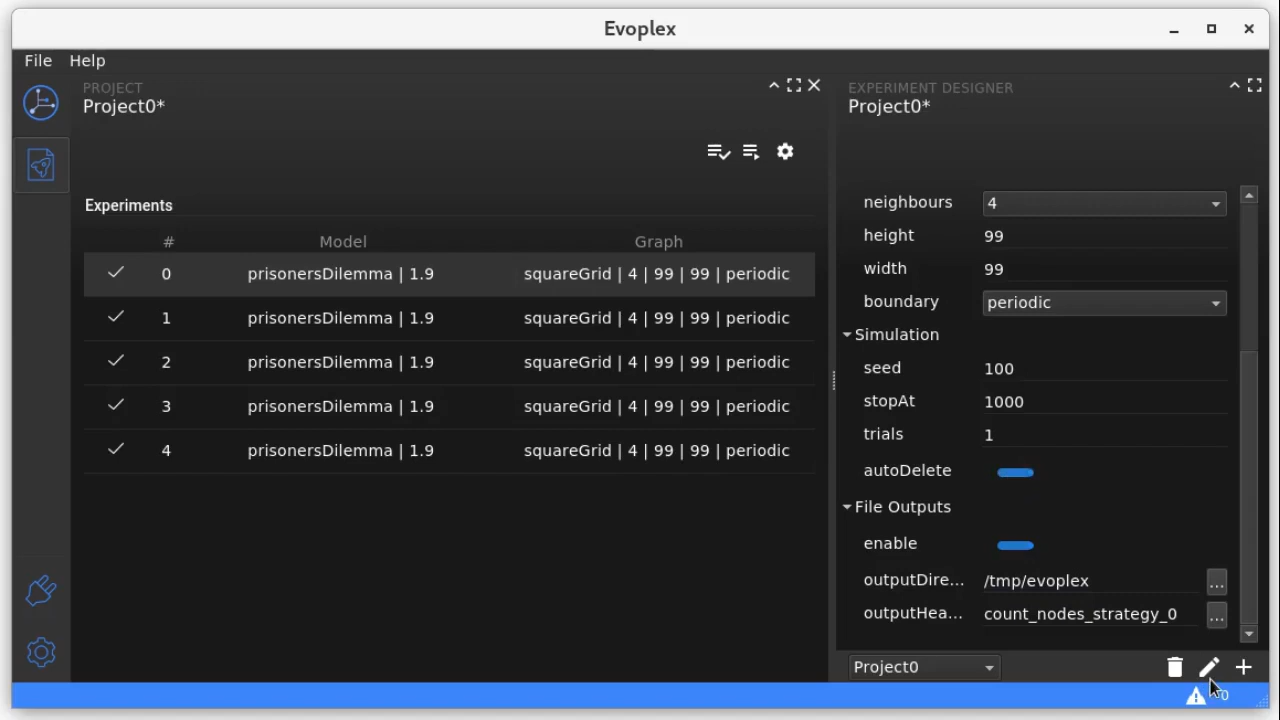 Evoplex
File Help
PROJECT
Project0*
Experiments
# Model Graph
0 prisonersDilemma | 1.9 squareGrid | 4 | 99 | 99 | periodic
1 prisonersDilemma | 1.9 squareGrid | 4 | 99 | 99 | periodic
2 prisonersDilemma | 1.9 squareGrid | 4 | 99 | 99 | periodic
3 prisonersDilemma | 1.9 squareGrid | 4 | 99 | 99 | periodic
4 prisonersDilemma | 1.9 squareGrid | 4 | 99 | 99 | periodic
EXPERIMENT DESIGNER
Project0*
neighbours 4
height 99
width 99
boundary periodic
Simulation
seed 100
stopAt 1000
trials 1
autoDelete
File Outputs
enable
outputDire... /tmp/evoplex ...
outputHea... count_nodes_strategy_0 ...
Project0
0